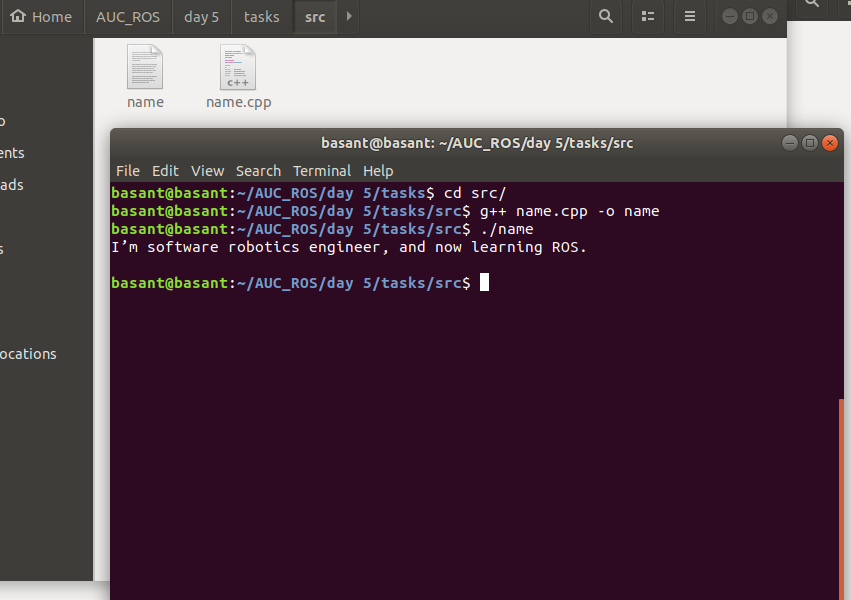 Home AUC_ROS day 5 tasks src
name name.cpp
c++
ents
ads
ocations
basant@basant: ~/AUC_ROS/day 5/tasks/src
File Edit View Search Terminal Help
basant@basant:~/AUC_ROS/day 5/tasks$ cd src/
basant@basant:~/AUC_ROS/day 5/tasks/src$ g++ name.cpp -o name
basant@basant:~/AUC_ROS/day 5/tasks/src$ ./name
I’m software robotics engineer, and now learning ROS.
basant@basant:~/AUC_ROS/day 5/tasks/src$